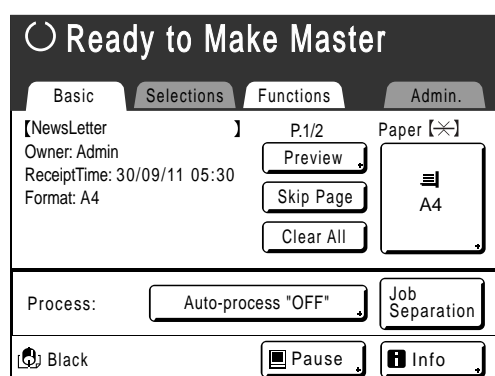 Ready to Make Master
Basic Selections Functions Admin.
【NewsLetter 】 P.1/2 Paper【】
Owner: Admin
ReceiptTime: 30/09/11 05:30
Format: A4
Preview
Skip Page
Clear All
A4
Process: Auto-process "OFF" Job Separation
Black Pause Info